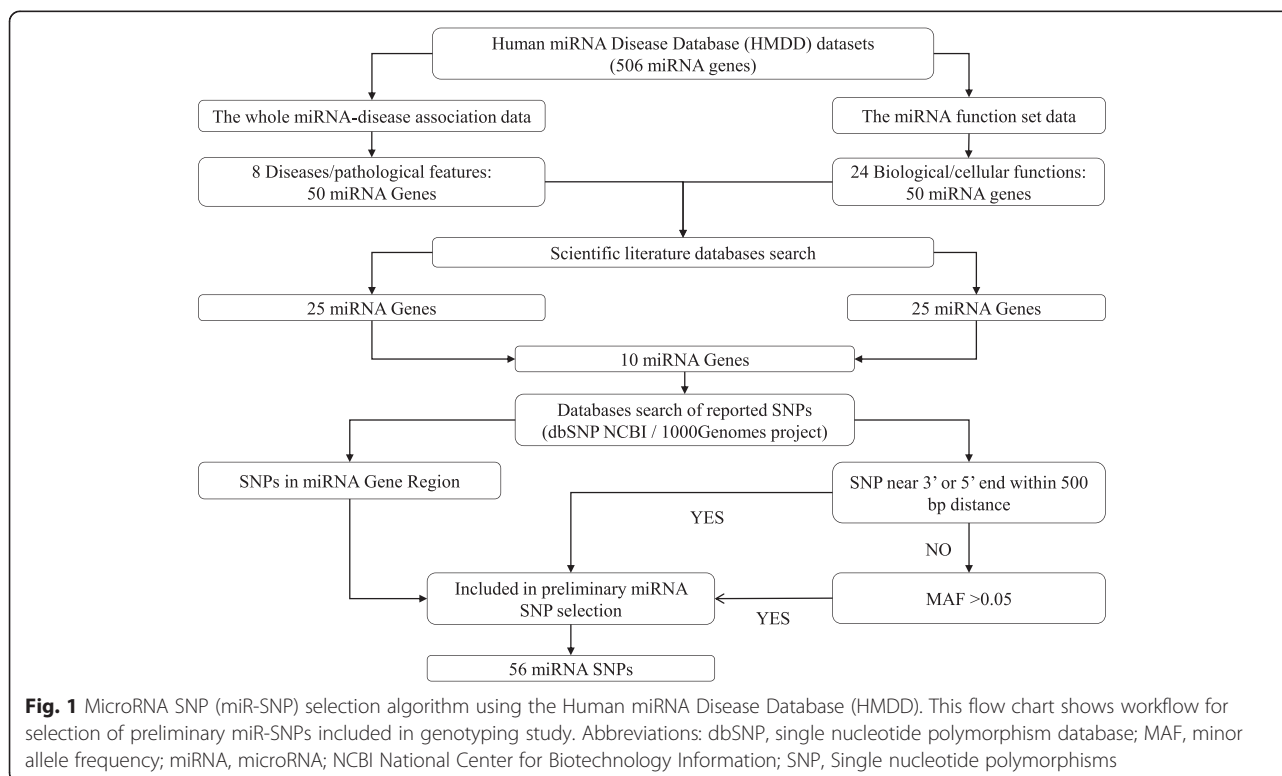 Human miRNA Disease Database (HMDD) datasets
(506 miRNA genes)
The whole miRNA-disease association data
The miRNA function set data
8 Diseases/pathological features:
50 miRNA Genes
24 Biological/cellular functions:
50 miRNA genes
Scientific literature databases search
25 miRNA Genes
25 miRNA Genes
10 miRNA Genes
Databases search of reported SNPs
(dbSNP NCBI / 1000Genomes project)
SNPs in miRNA Gene Region
SNP near 3’ or 5’ end within 500
bp distance
YES
NO
Included in preliminary miRNA
SNP selection
YES
MAF >0.05
56 miRNA SNPs
Fig. 1 MicroRNA SNP (miR-SNP) selection algorithm using the Human miRNA Disease Database (HMDD). This flow chart shows workflow for
selection of preliminary miR-SNPs included in genotyping study. Abbreviations: dbSNP, single nucleotide polymorphism database; MAF, minor
allele frequency; miRNA, microRNA; NCBI National Center for Biotechnology Information; SNP, Single nucleotide polymorphisms